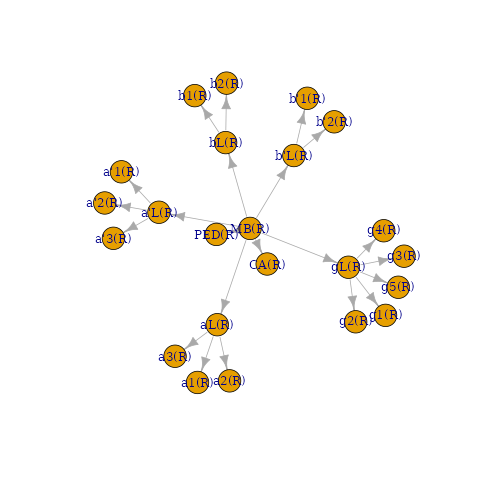 b2(R)
b1(R)
b'1(R)
b'2(R)
bL(R)
b'L(R)
a'1(R)
a'2(R)
a'L(R)
a'3(R)
PED(R)
MB(R)
g4(R)
g3(R)
CA(R)
gL(R)
g5(R)
g2(R)
g1(R)
aL(R)
a3(R)
a1(R)
a2(R)